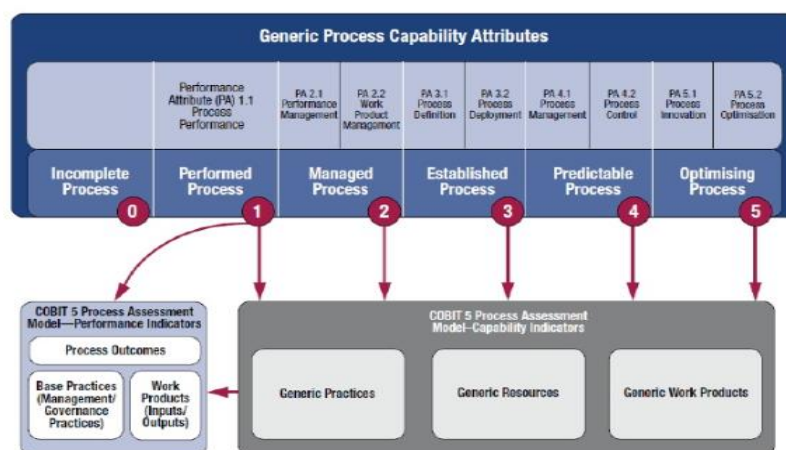 Generic Process Capability Attributes
Performance
Attribute (PA) 1.1
Process
Performance
PA 2.1
Performance
Management
PA 2.2
Work
Product
Management
PA 3.1
Process
Definition
PA 3.2
Process
Deployment
PA 4.1
Process
Management
PA 4.2
Process
Control
PA 5.1
Process
Innovation
PA 5.2
Process
Optimisation
Incomplete
Process
0
Performed
Process
1
Managed
Process
2
Established
Process
3
Predictable
Process
4
Optimising
Process
5
COBIT 5 Process Assessment
Model—Performance Indicators
Process Outcomes
Base Practices
(Management/
Governance
Practices)
Work
Products
(Inputs/
Outputs)
COBIT 5 Process Assessment
Model–Capability Indicators
Generic Practices
Generic Resources
Generic Work Products